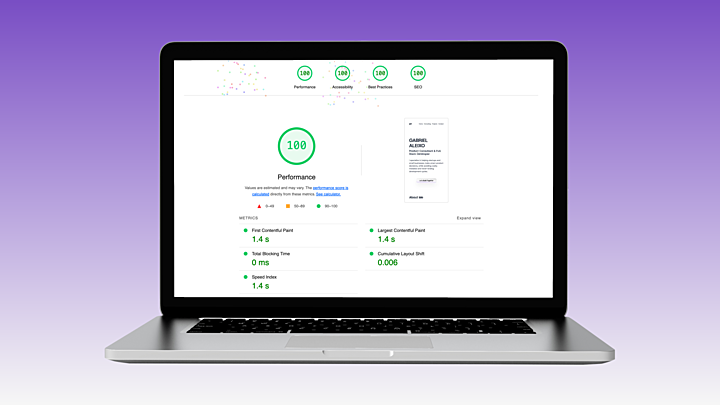 100
100
100
100
Performance
Accessibility
Best Practices
SEO
100
Performance
Values are estimated and may vary. The performance score is
calculated directly from these metrics. See calculator.
0–49
50–89
90–100
GABRIEL
ALEIXO
METRICS
Expand view
First Contentful Paint
1.4 s
Largest Contentful Paint
1.4 s
Total Blocking Time
0 ms
Cumulative Layout Shift
0.006
Speed Index
1.4 s